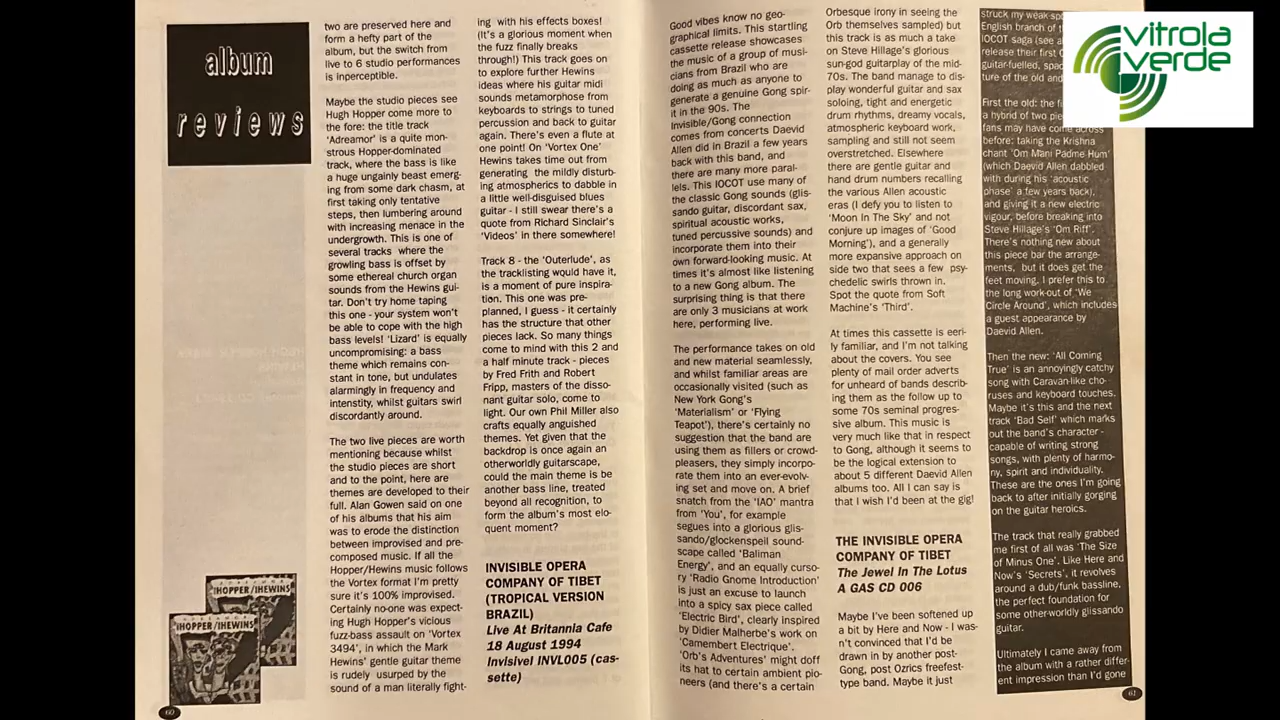 album
reviews
two are preserved here and
form a hefty part of the
album, but the switch from
live to 6 studio performances
is inperceptible.
Maybe the studio pieces see
Hugh Hopper come more to
the fore: the title track
'Adreamor' is a quite mon-
strous Hopper-dominated
track, where the bass is like
a huge ungainly beast emerg-
ing from some dark chasm, at
first taking only tentative
steps, then lumbering around
with increasing menace in the
undergrowth. This is one of
several tracks where the
growling bass is offset by
some ethereal church organ
sounds from the Hewins gui-
tar. Don't try home taping
this one - your system won't
be able to cope with the high
bass levels! 'Lizard' is equally
uncompromising: a bass
theme which remains con-
stant in tone, but undulates
alarmingly in frequency and
intenstity, whilst guitars swirl
discordantly around.
The two live pieces are worth
mentioning because whilst
the studio pieces are short
and to the point, here are
themes are developed to their
full. Alan Gowen said on one
of his albums that his aim
was to erode the distinction
between improvised and pre-
composed music. If all the
Hopper/Hewins music follows
the Vortex format I'm pretty
sure it's 100% improvised.
Certainly no-one was expect-
ing Hugh Hopper's vicious
fuzz-bass assault on 'Vortex
3494', in which the Mark
Hewins' gentle guitar theme
is rudely usurped by the
sound of a man literally fight-
HOPPER/HEWINS
HOPPER/HEWINS
60
ing with his effects boxes!
(It's a glorious moment when
the fuzz finally breaks
through!) This track goes on
to explore further Hewins
ideas where his guitar midi
sounds metamorphose from
keyboards to strings to tuned
percussion and back to guitar
again. There's even a flute at
one point! On 'Vortex One'
Hewins takes time out from
generating the mildly disturb-
ing atmospherics to dabble in
a little well-disguised blues
guitar - I still swear there's a
quote from Richard Sinclair's
'Videos' in there somewhere!
Track 8 - the 'Outerlude', as
the tracklisting would have it,
is a moment of pure inspira-
tion. This one was pre-
planned, I guess - it certainly
has the structure that other
pieces lack. So many things
come to mind with this 2 and
a half minute track - pieces
by Fred Frith and Robert
Fripp, masters of the disso-
nant guitar solo, come to
light. Our own Phil Miller also
crafts equally anguished
themes. Yet given that the
backdrop is once again an
otherworldly guitarscape,
could the main theme is be
another bass line, treated
beyond all recognition, to
form the album's most elo-
quent moment?
INVISIBLE OPERA
COMPANY OF TIBET
(TROPICAL VERSION
BRAZIL)
Live At Britannia Cafe
18 August 1994
Invisivel INVL005 (cas-
sette)
Good vibes know no geo-
graphical limits. This startling
cassette release showcases
the music of a group of musi-
cians from Brazil who are
doing as much as anyone to
generate a genuine Gong spir-
it in the 90s. The
Invisible/Gong connection
comes from concerts Daevid
Allen did in Brazil a few years
back with this band, and
there are many more paral-
lels. This IOCOT use many of
the classic Gong sounds (glis-
sando guitar, discordant sax,
spiritual acoustic works,
tuned percussive sounds) and
incorporate them into their
own forward-looking music. At
times it's almost like listening
to a new Gong album. The
surprising thing is that there
are only 3 musicians at work
here, performing live.
The performance takes on old
and new material seamlessly,
and whilst familiar areas are
occasionally visited (such as
New York Gong's
'Materialism' or 'Flying
Teapot'), there's certainly no
suggestion that the band are
using them as fillers or crowd-
pleasers, they simply incorpo-
rate them into an ever-evolv-
ing set and move on. A brief
snatch from the 'IAO' mantra
from 'You', for example
segues into a glorious glis-
sando/glockenspeil sound-
scape called 'Baliman
Energy', and an equally curso-
ry 'Radio Gnome Introduction'
is just an excuse to launch
into a spicy sax piece called
'Electric Bird', clearly inspired
by Didier Malherbe's work on
'Camembert Electrique'.
'Orb's Adventures' might doff
its hat to certain ambient pio-
neers (and there's a certain
Orbesque irony in seeing the
Orb themselves sampled) but
this track is as much a take
on Steve Hillage's glorious
sun-god guitarplay of the mid-
70s. The band manage to dis-
play wonderful guitar and sax
soloing, tight and energetic
drum rhythms, dreamy vocals,
atmospheric keyboard work,
sampling and still not seem
overstretched. Elsewhere
there are gentle guitar and
hand drum numbers recalling
the various Allen acoustic
eras (I defy you to listen to
'Moon In The Sky' and not
conjure up images of 'Good
Morning'), and a generally
more expansive approach on
side two that sees a few psy-
chedelic swirls thrown in.
Spot the quote from Soft
Machine's 'Third'.
At times this cassette is eeri-
ly familiar, and I'm not talking
about the covers. You see
plenty of mail order adverts
for unheard of bands describ-
ing them as the follow up to
some 70s seminal progres-
sive album. This music is
very much like that in respect
to Gong, although it seems to
be the logical extension to
about 5 different Daevid Allen
albums too. All I can say is
that I wish I'd been at the gig!
THE INVISIBLE OPERA
COMPANY OF TIBET
The Jewel In The Lotus
A GAS CD 006
Maybe I've been softened up
a bit by Here and Now - I was-
n't convinced that I'd be
drawn in by another post-
Gong, post Ozrics freefest-
type band. Maybe it just
struck my weak
English branch of
IOCOT saga (see
release their first
guitar-fuelled,
ture of the old and
First the old: the
a hybrid of two
fans may have come across
before: taking the Krishna
chant 'Om Mani Padme Hum'
(which Daevid Allen dabbled
with during his 'acoustic
phase' a few years back),
and giving it a new electric
vigour, before breaking into
Steve Hillage's 'Om Riff'.
There's nothing new about
this piece bar the arrange-
ments, but it does get the
feet moving. I prefer this to
the long work-out of 'We
Circle Around', which includes
a guest appearance by
Daevid Allen.
Then the new: 'All Coming
True' is an annoyingly catchy
song with Caravan-like cho-
ruses and keyboard touches.
Maybe it's this and the next
track 'Bad Self' which marks
out the band's character -
capable of writing strong
songs, with plenty of harmo-
ny, spirit and individuality.
These are the ones I'm going
back to after initially gorging
on the guitar heroics.
The track that really grabbed
me first of all was 'The Size
of Minus One'. Like Here and
Now's 'Secrets', it revolves
around a dub/funk bassline,
the perfect foundation for
some other-worldly glissando
guitar.
Ultimately I came away from
the album with a rather differ-
ent impression than I'd gone
61
vitrola
verde